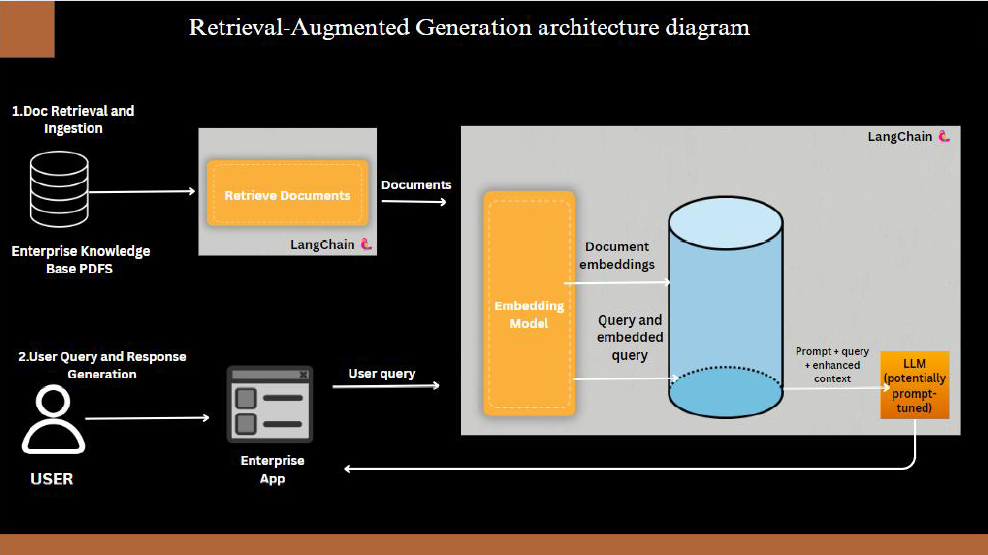 Retrieval-Augmented Generation architecture diagram
1.Doc Retrieval and
Ingestion
Enterprise Knowledge
Base PDFS
Retrieve Documents
LangChain
Documents
LangChain
Embedding
Model
Document
embeddings
Query and
embedded
query
Prompt + query
+ enhanced
context
LLM
(potentially
prompt-
tuned)
2.User Query and Response
Generation
USER
Enterprise
App
User query